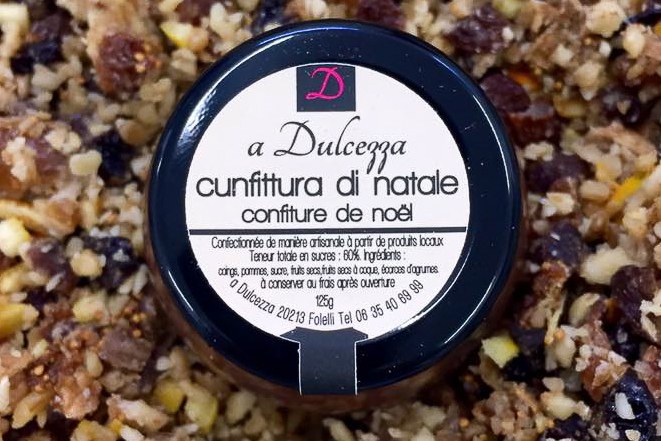 D
a Dulcezza
cunfittura di natale
confiture de noël
Confectionnée de manière artisanale à partir de produits locaux
Teneur totale en sucres : 60%. Ingrédients :
coings, pommes, sucre, fruits secs,fruits secs à coque, écorces d'agrumes.
à conserver au frais après ouverture
125g
a Dulcezza 20213 Folelli Tel 06 35 40 69 99